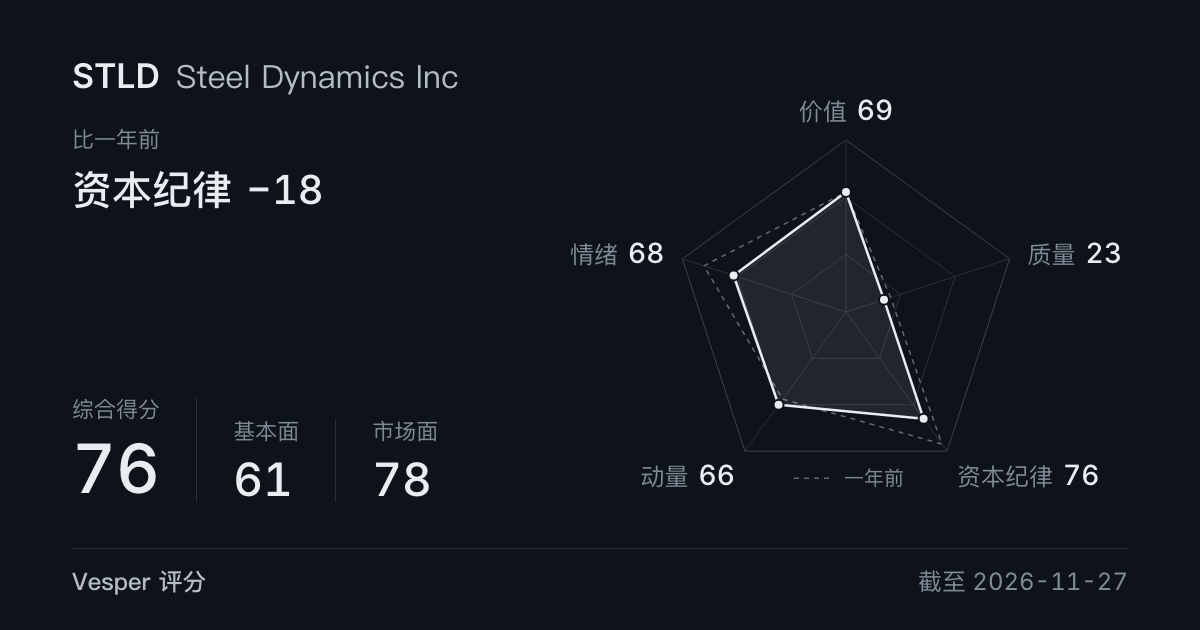 STLD Steel Dynamics Inc
比一年前
资本纪律 −18
价值 69
情绪 68
质量 23
动量 66
一年前
资本纪律 76
综合得分
76
基本面
61
市场面
78
Vesper 评分
截至 2026-11-27